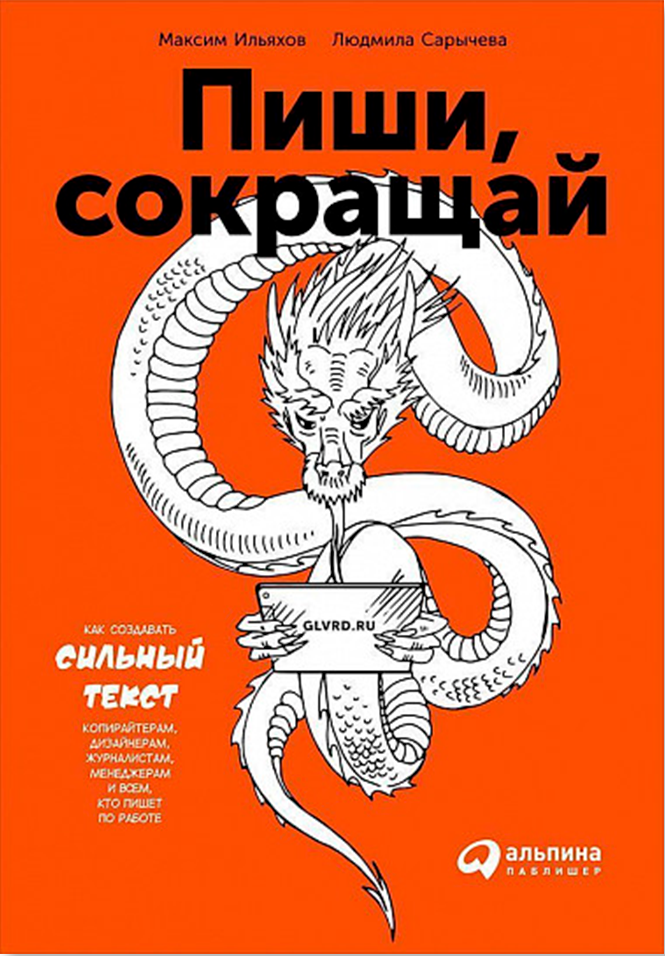 Максим Ильяхов Людмила Сарычева
Пиши,
сокращай
GLVRD.RU
КАК СОЗДАВАТЬ
СИЛЬНЫЙ
ТЕКСТ
КОПИРАЙТЕРАМ,
ДИЗАЙНЕРАМ,
ЖУРНАЛИСТАМ,
МЕНЕДЖЕРАМ
И ВСЕМ,
КТО ПИШЕТ
ПО РАБОТЕ
альпина
ПАБЛИШЕР